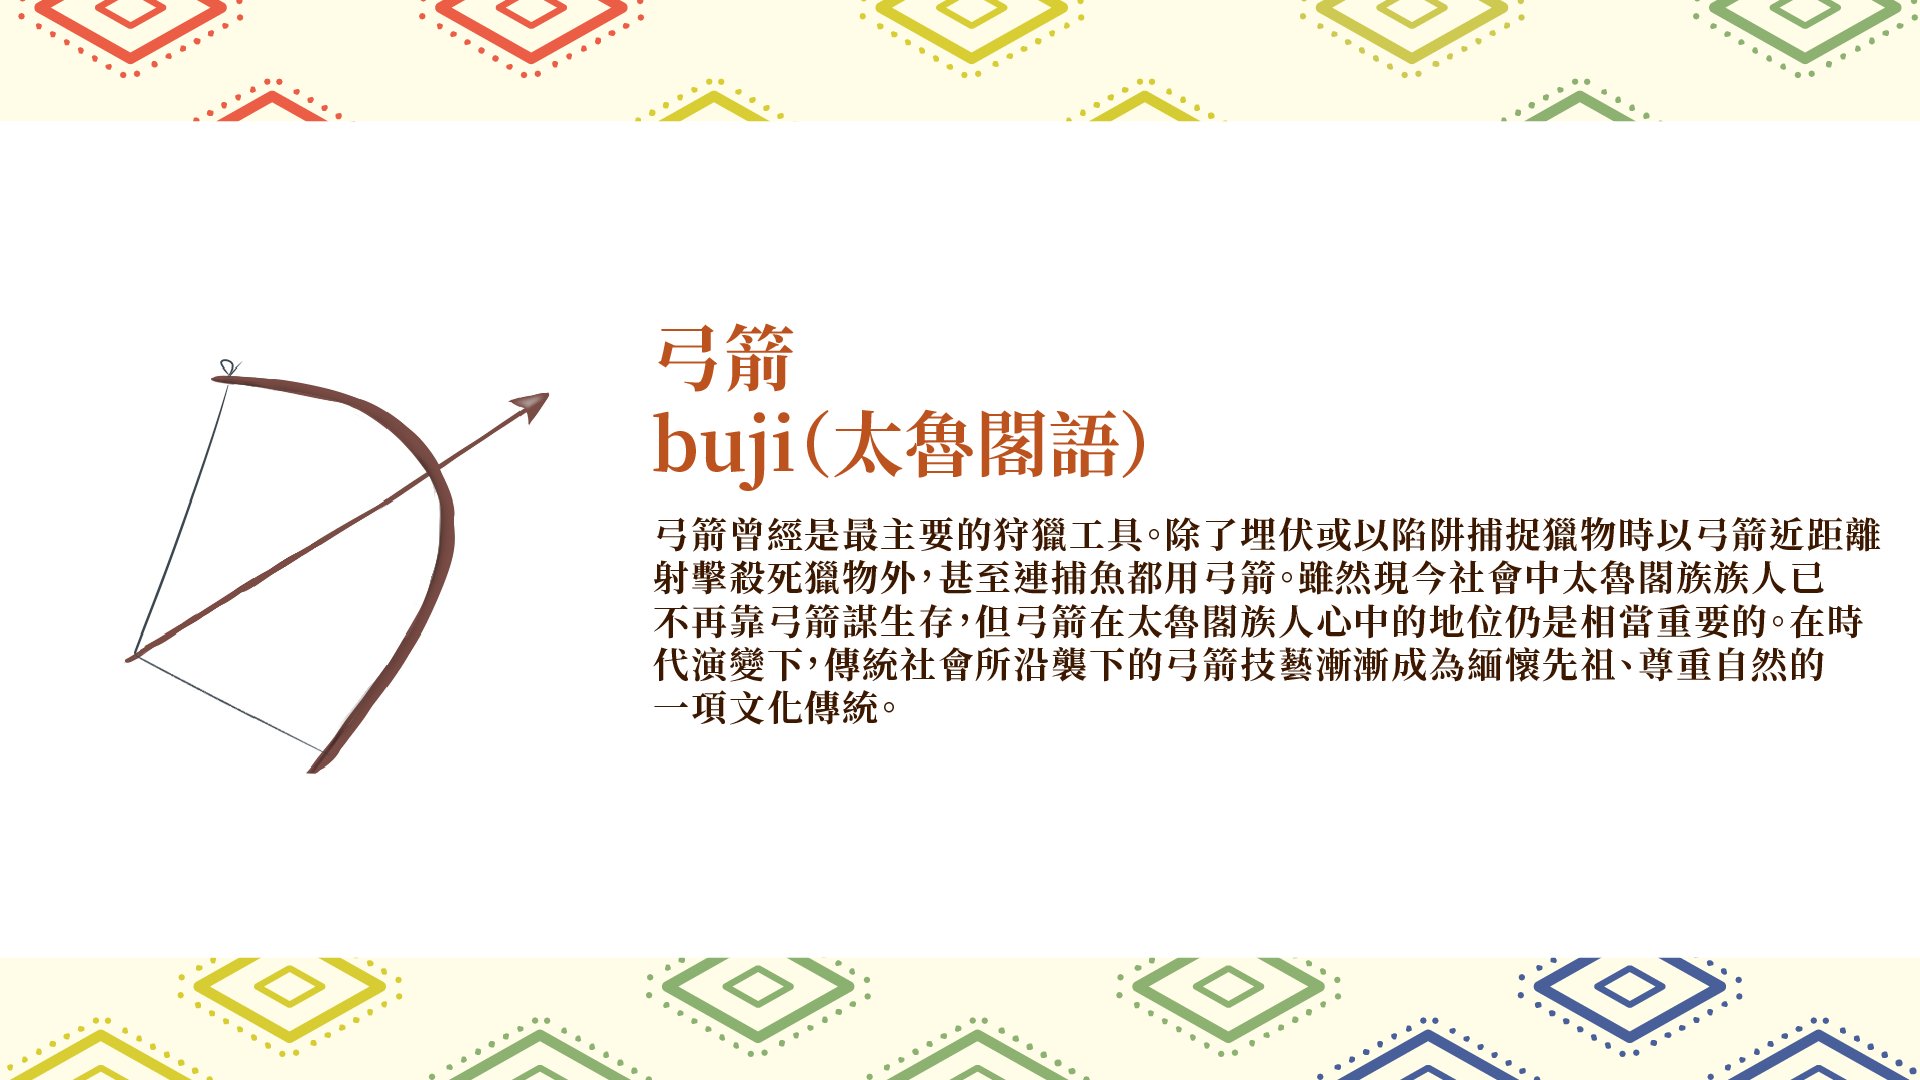 弓箭
buji(太魯閣語)
弓箭曾經是最主要的狩獵工具。除了埋伏或以陷阱捕捉獵物時以弓箭近距離
射擊殺死獵物外,甚至連捕魚都用弓箭。雖然現今社會中太魯閣族族人已
不再靠弓箭謀生存,但弓箭在太魯閣族人心中的地位仍是相當重要的。在時
代演變下,傳統社會所沿襲下的弓箭技藝漸漸成為緬懷先祖、尊重自然的
一項文化傳統。